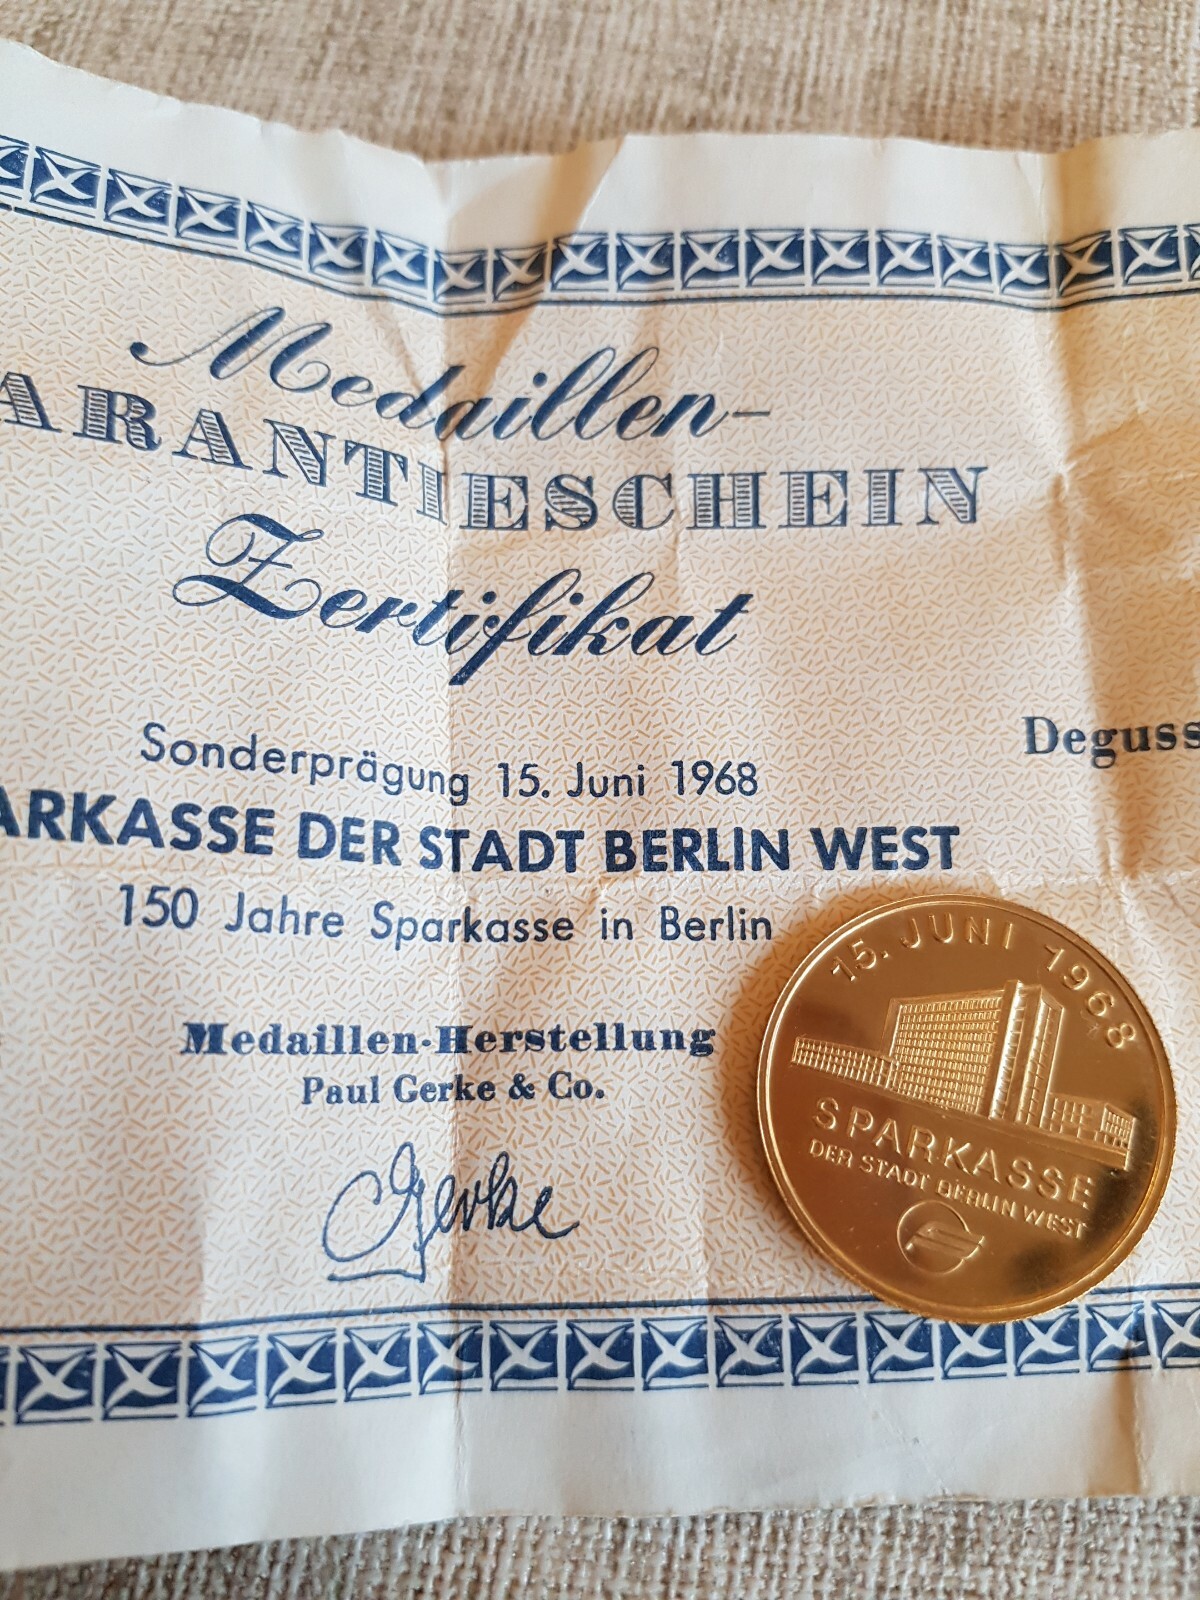 Medaillen-
ARANTIESCHEIN
Zertifikat
Sonderprägung 15. Juni 1968
ARKASSE DER STADT BERLIN WEST
150 Jahre Sparkasse in Berlin
Medaillen-Herstellung
Paul Gerke & Co.
Gerke
Deguss
15. JUNI 1968
SPARKASSE
DER STADT BERLIN WEST